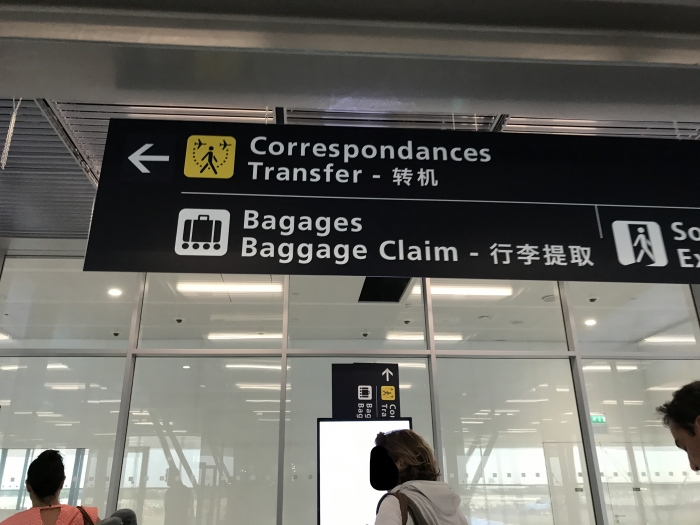 Correspondances
Transfer - 转机
Bagages
Baggage Claim - 行李提取